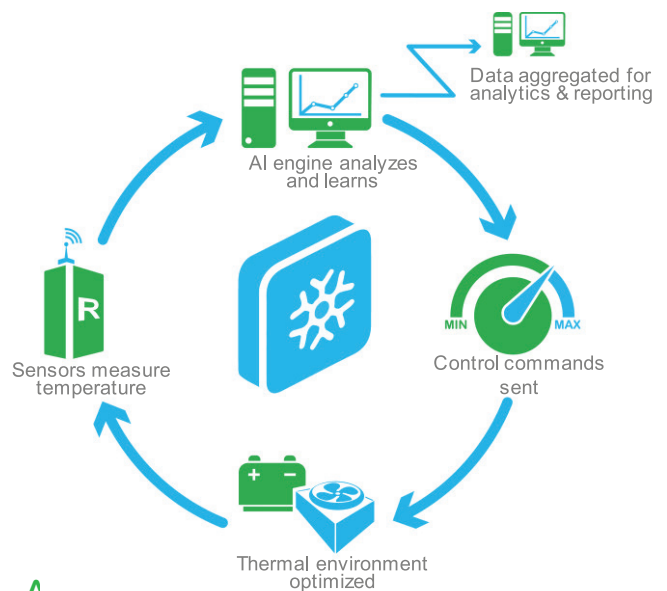 Data aggregated for
analytics & reporting
AI engine analyzes
and learns
R
Sensors measure
temperature
MIN
MAX
Control commands
sent
+ −
Thermal environment
optimized